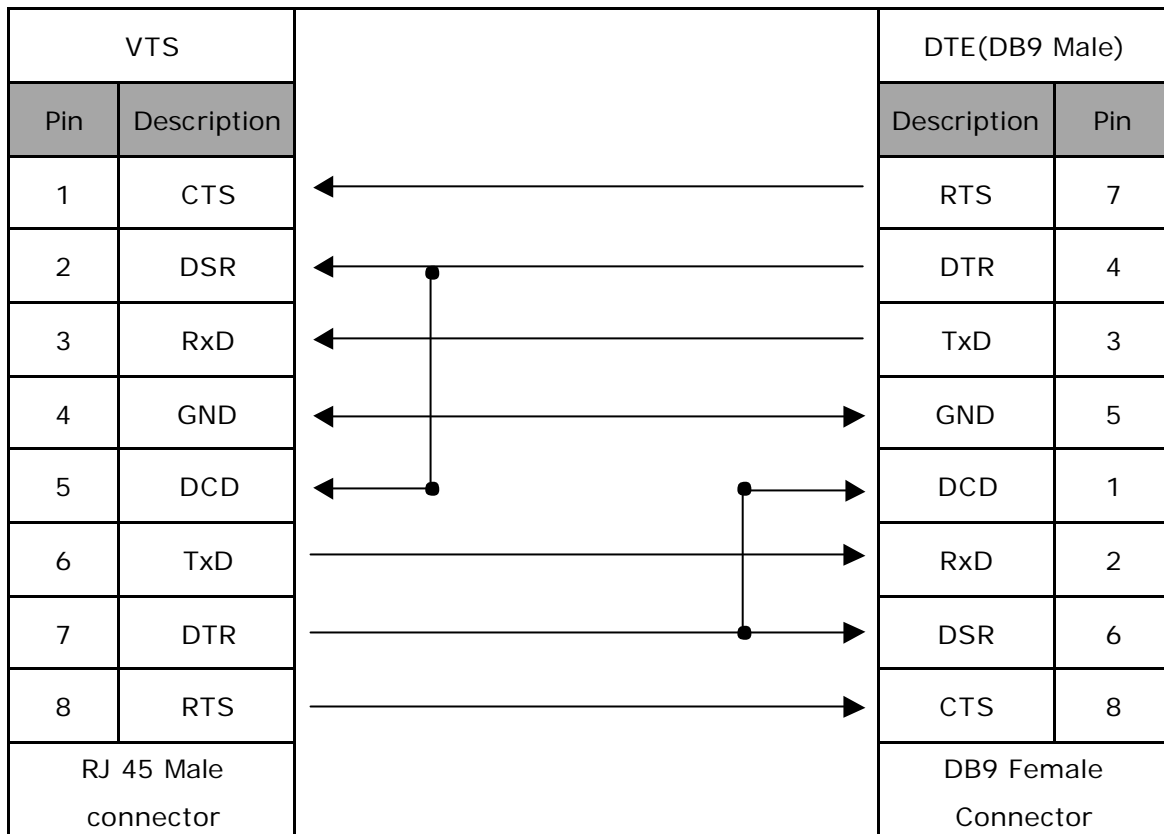 VTS DTE(DB9 Male)
Pin Description Description Pin
1 CTS RTS 7
2 DSR DTR 4
3 RxD TxD 3
4 GND GND 5
5 DCD DCD 1
6 TxD RxD 2
7 DTR DSR 6
8 RTS CTS 8
RJ 45 Male DB9 Female
connector Connector